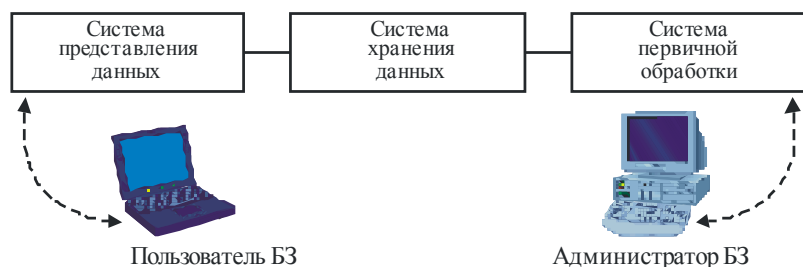 Система
представления
данных
Система
хранения
данных
Система
первичной
обработки
Пользователь БЗ
Администратор БЗ